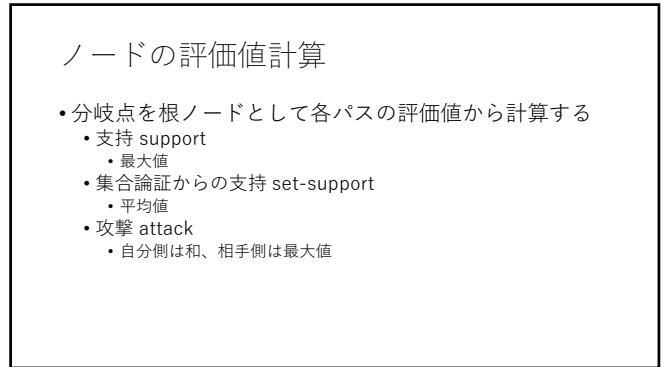 ノードの評価値計算
•分岐点を根ノードとして各パスの評価値から計算する
•支持 support
•最大値
•集合論証からの支持 set-support
•平均値
•攻撃 attack
•自分側は和、相手側は最大値